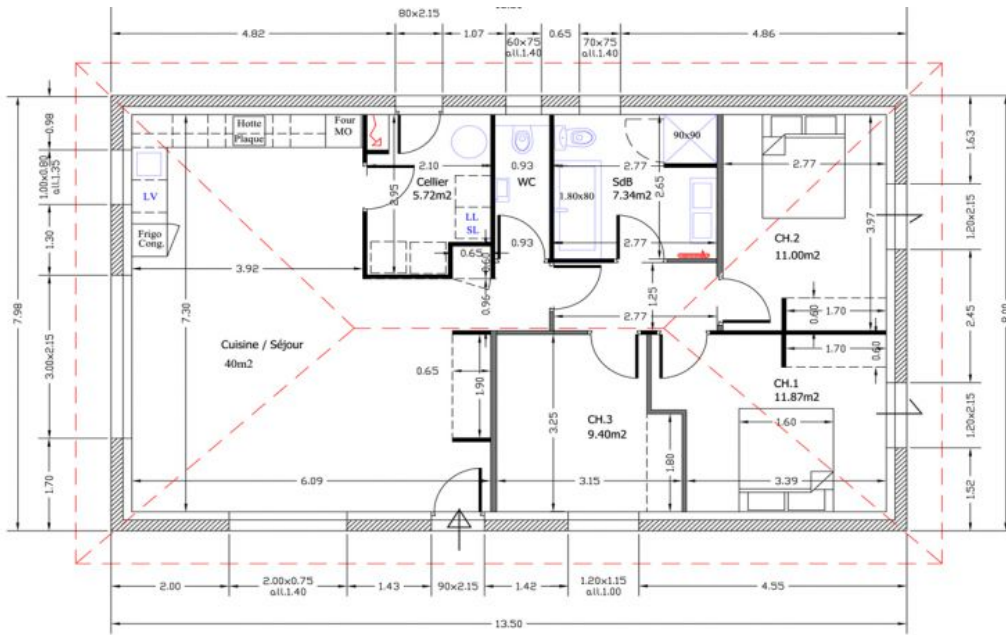 80x2.15
4.82
1.07
60x75
all.1.40
0.65
70x75
all.1.40
4.86
0.98
1.00x0.80
all.1.35
1.30
3.00x2.15
1.70
7.98
Hotte
Plaque
Four
MO
LV
Frigo
Cong.
3.92
7.30
2.10
Cellier
5.72m2
2.95
LL
SL
0.65
0.60
0.96
0.93
WC
0.93
2.77
SdB
7.34m2
1.80x80
2.65
90x90
2.77
1.25
2.77
2.77
3.97
CH.2
11.00m2
1.70
0.60
1.70
0.60
CH.1
11.87m2
1.60
3.39
Cuisine / Séjour
40m2
0.65
1.90
6.09
CH.3
9.40m2
3.25
1.80
3.15
1.63
1.20x2.15
2.45
1.20x2.15
1.52
2.00
2.00x0.75
all.1.40
1.43
90x2.15
1.42
1.20x1.15
all.1.00
4.55
13.50